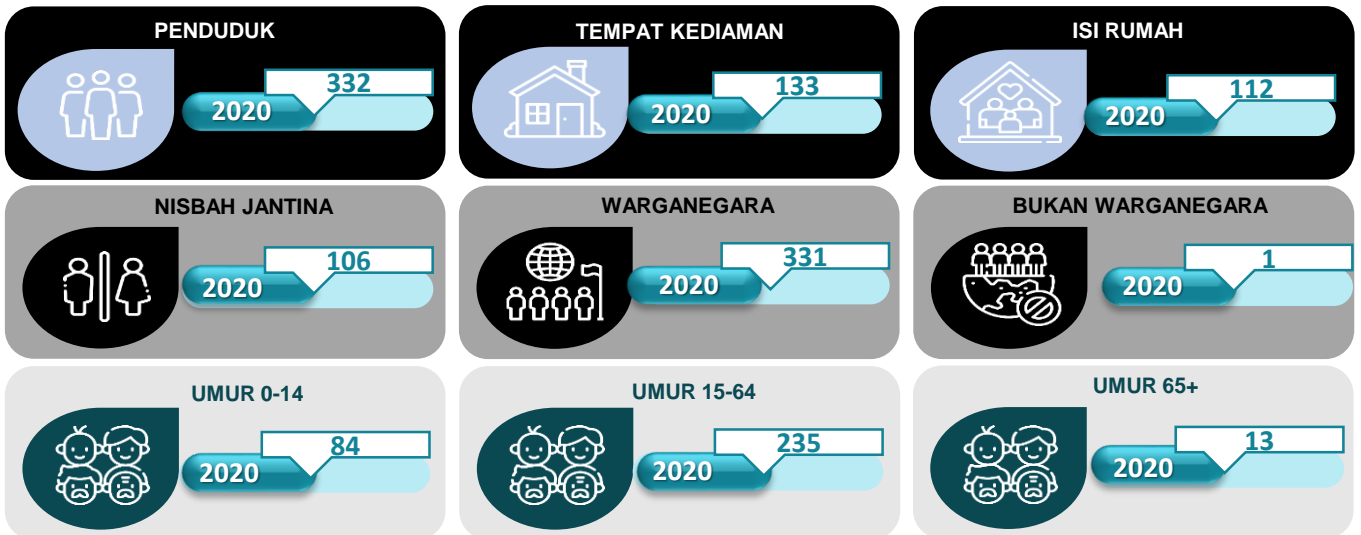 PENDUDUK
332
2020
TEMPAT KEDIAMAN
133
2020
ISI RUMAH
112
2020
NISBAH JANTINA
106
2020
WARGANEGARA
331
2020
BUKAN WARGANEGARA
1
2020
UMUR 0-14
84
2020
UMUR 15-64
235
2020
UMUR 65+
13
2020